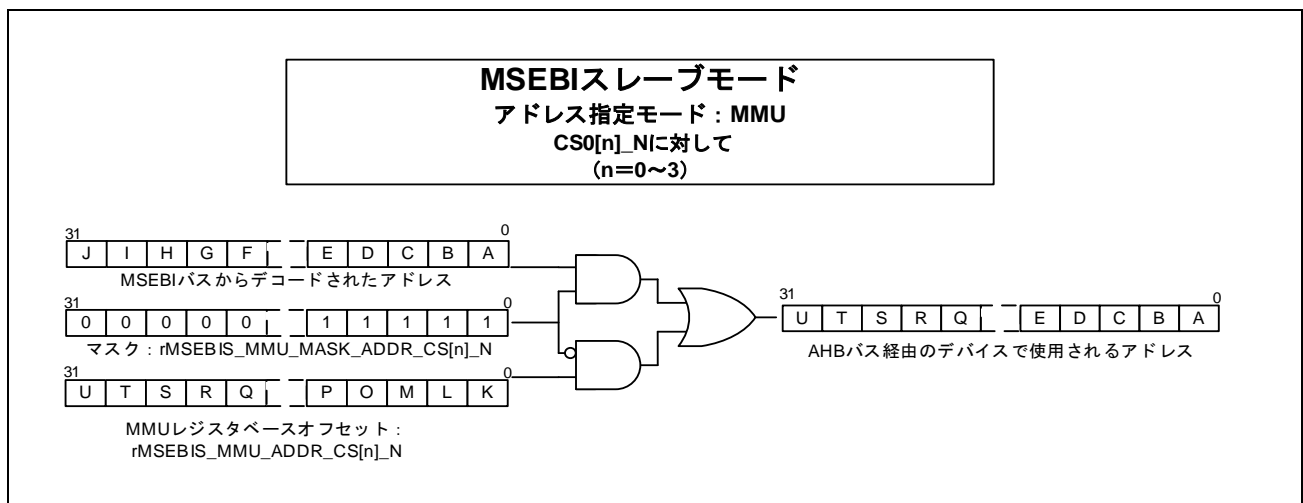 MSEBIスレーブモード
アドレス指定モード：MMU
CS0[n]_Nに対して
（n＝0～3）
31 0
J I H G F E D C B A
MSEBIバスからデコードされたアドレス
31 0
0 0 0 0 0 1 1 1 1 1
マスク：rMSEBIS_MMU_MASK_ADDR_CS[n]_N
31 0
U T S R Q P O M L K
MMUレジスタベースオフセット：
rMSEBIS_MMU_ADDR_CS[n]_N
31 0
U T S R Q E D C B A
AHBバス経由のデバイスで使用されるアドレス